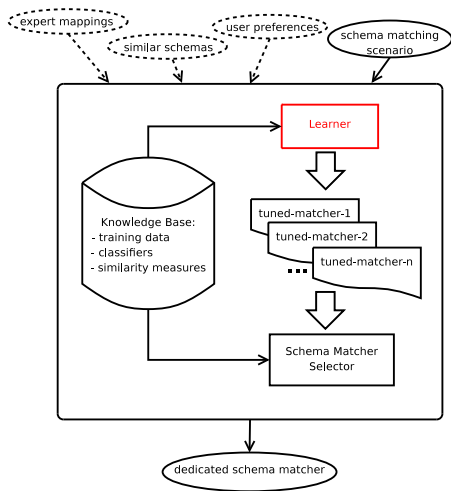 expert mappings
similar schemas
user preferences
schema matching
scenario
Learner
Knowledge Base:
- training data
- classifiers
- similarity measures
tuned-matcher-1
tuned-matcher-2
tuned-matcher-n
...
Schema Matcher
Selector
dedicated schema matcher